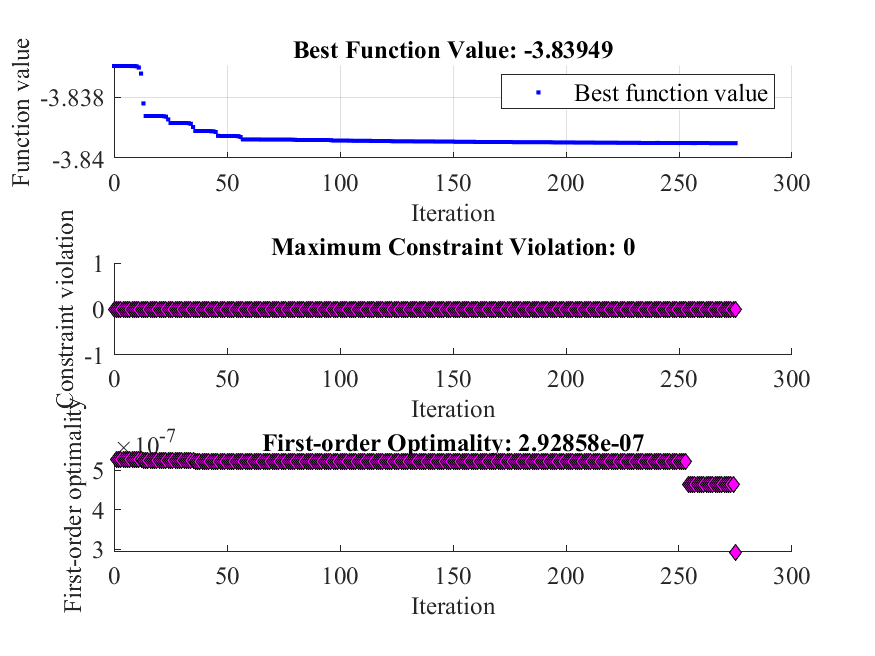 Best Function Value: -3.83949
Function value
-3.838
-3.84
Best function value
0 50 100 150 200 250 300
Iteration
Maximum Constraint Violation: 0
Constraint violation
1
0
-1
0 50 100 150 200 250 300
Iteration
First-order Optimality: 2.92858e-07
×10^-7
First-order optimality
5
4
3
0 50 100 150 200 250 300
Iteration